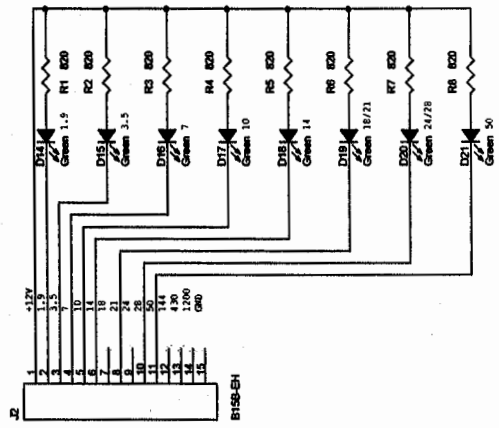 R1 820
R2 820
R3 820
R4 820
R5 820
R6 820
R7 820
R8 820
D14 Green 1.9
D15 Green 3.5
D16 Green 7
D17 Green 10
D18 Green 14
D19 Green 18/21
D20 Green 24/28
D21 Green 50
+12V
1.9
3.5
7
10
14
18
21
24
28
50
144
430
1200
GND
1
2
3
4
5
6
7
8
9
10
11
12
13
14
15
J2
B15B-EH